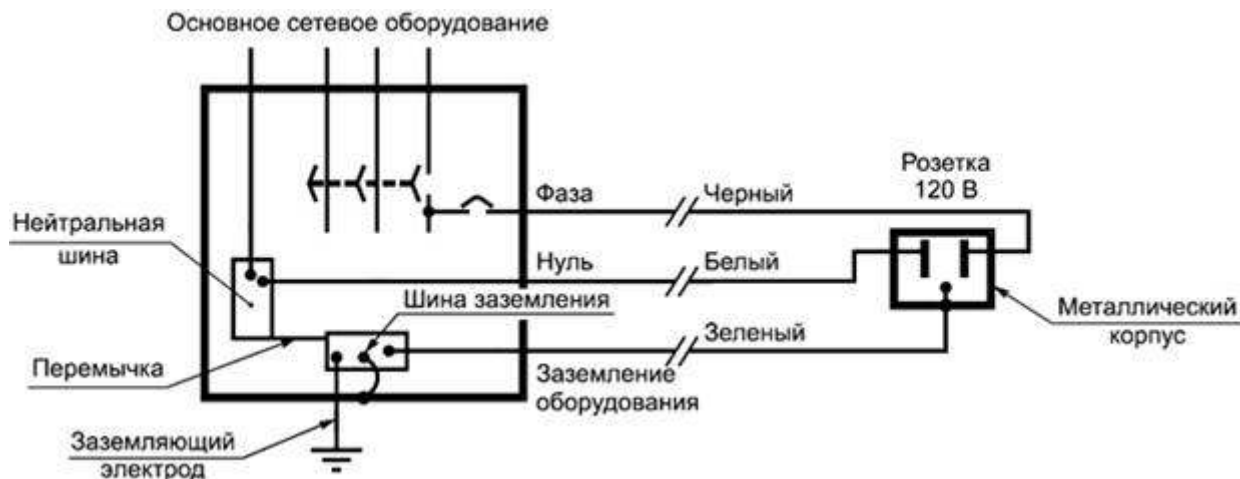 Основное сетевое оборудование
Розетка
120 В
Фаза
Черный
Нейтральная
шина
Нуль
Белый
Шина заземления
Металлический
корпус
Зеленый
Перемычка
Заземление
оборудования
Заземляющий
электрод